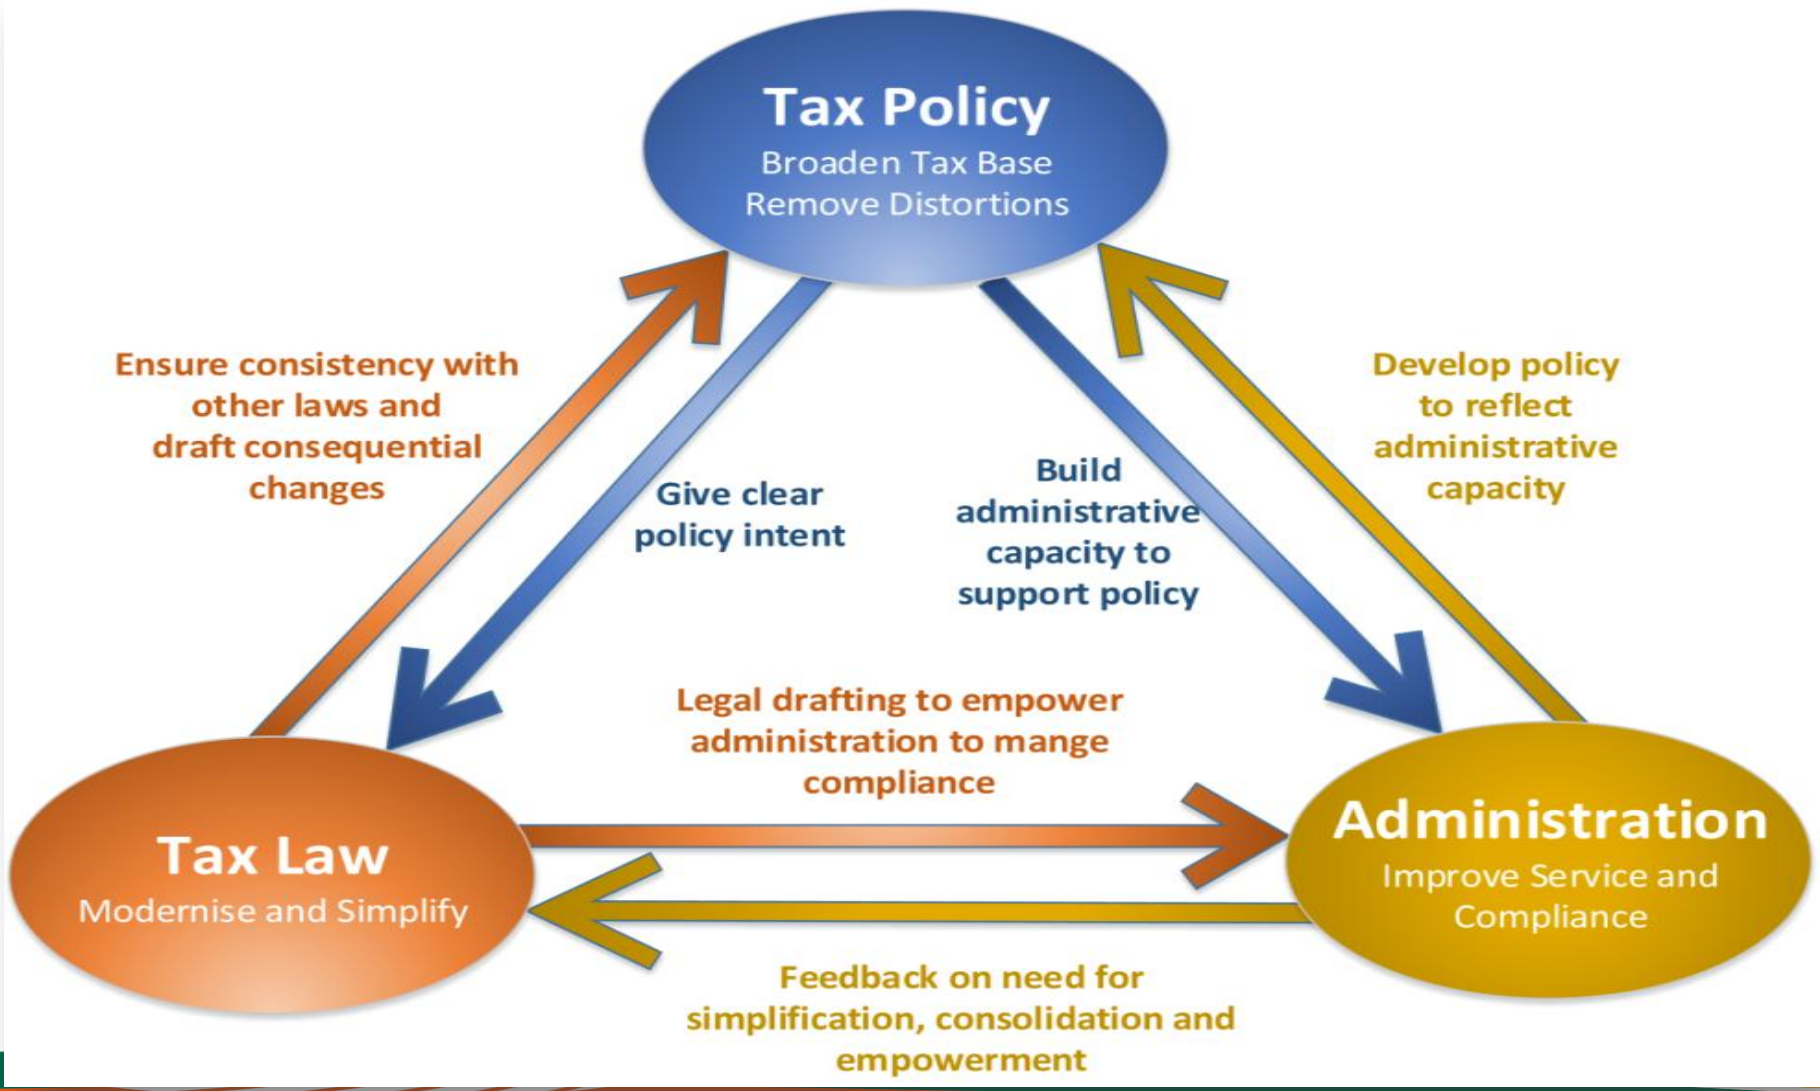 Tax Policy
Broaden Tax Base
Remove Distortions
Ensure consistency with
other laws and
draft consequential
changes
Give clear
policy intent
Build
administrative
capacity to
support policy
Develop policy
to reflect
administrative
capacity
Legal drafting to empower
administration to mange
compliance
Tax Law
Modernise and Simplify
Administration
Improve Service and
Compliance
Feedback on need for
simplification, consolidation and
empowerment